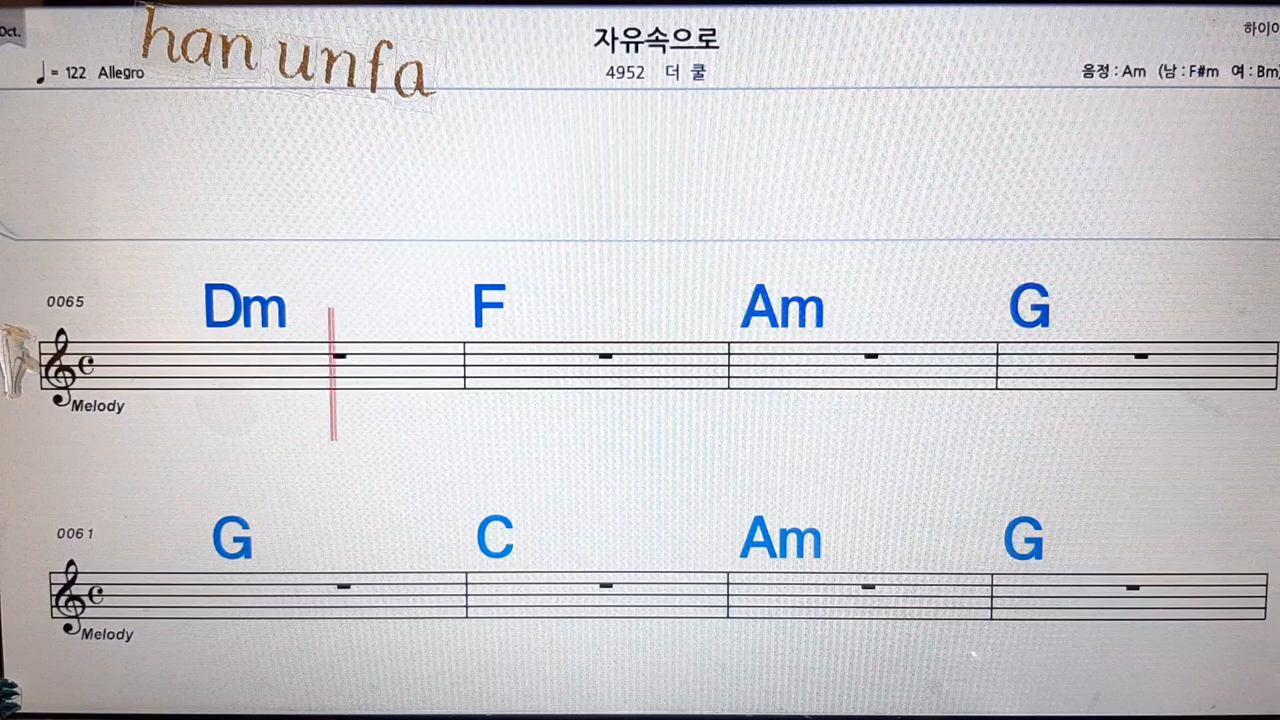 Oct.
han unfa
자유속으로
하이
♩= 122 Allegro
4952 더 쿨
음정 : Am (남 : F#m 여 : Bm)
0065
Dm F Am G
Melody
0061
G C Am G
Melody